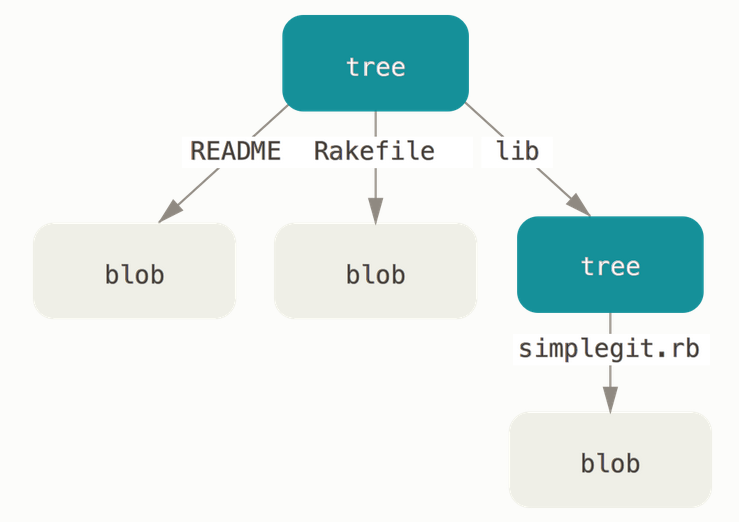 tree
README
Rakefile
lib
blob
blob
tree
simplegit.rb
blob